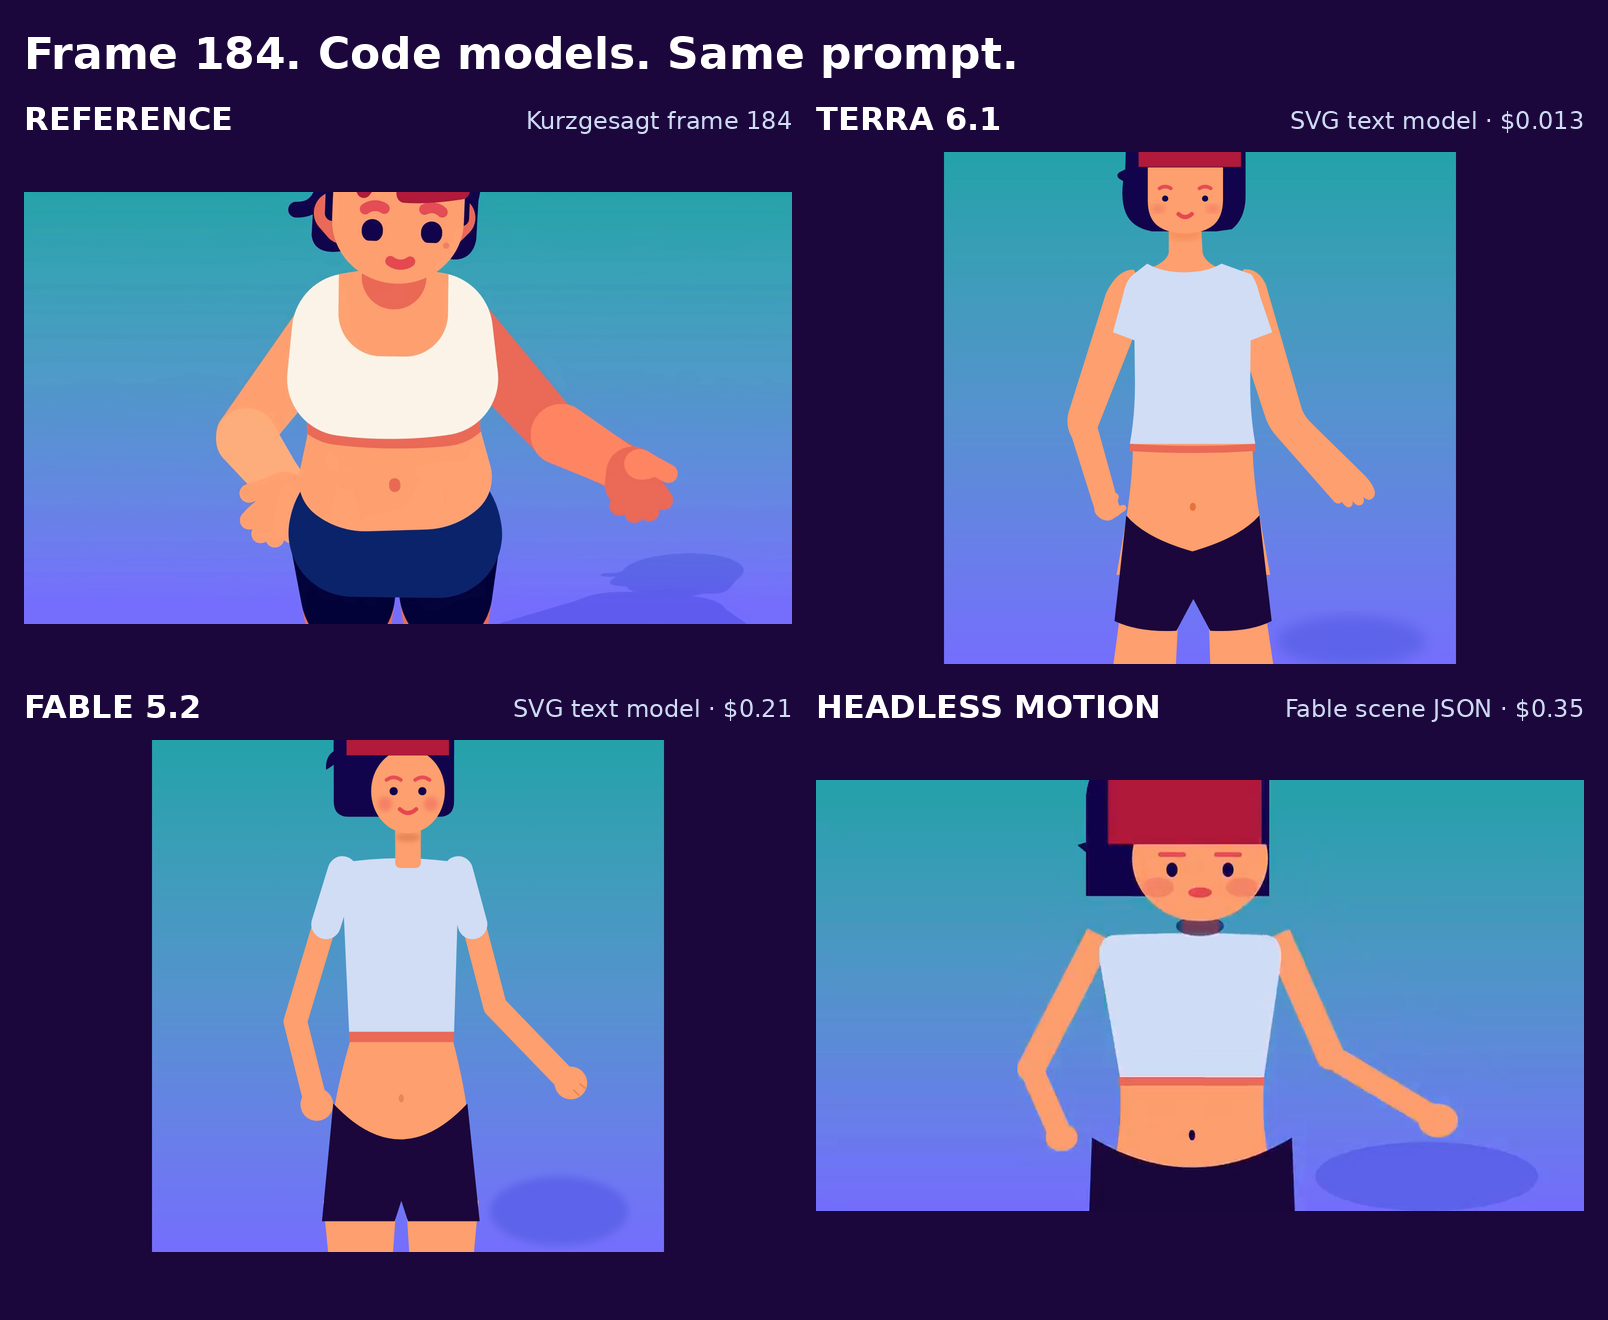 Frame 184. Code models. Same prompt.
REFERENCE
Kurzgesagt frame 184
TERRA 6.1
SVG text model · $0.013
FABLE 5.2
SVG text model · $0.21
HEADLESS MOTION
Fable scene JSON · $0.35